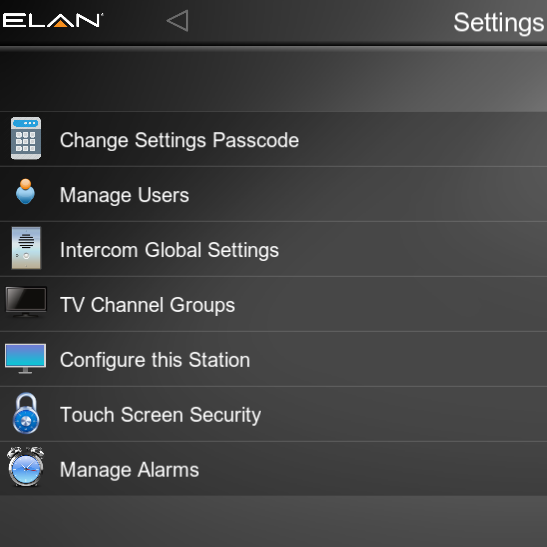 ELAN
Settings
Change Settings Passcode
Manage Users
Intercom Global Settings
TV Channel Groups
Configure this Station
Touch Screen Security
Manage Alarms